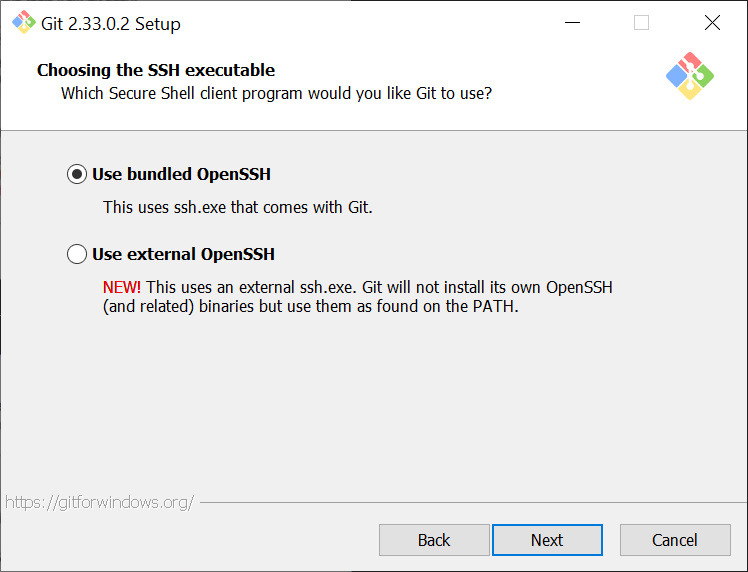 Git 2.33.0.2 Setup
Choosing the SSH executable
Which Secure Shell client program would you like Git to use?
Use bundled OpenSSH
This uses ssh.exe that comes with Git.
Use external OpenSSH
NEW! This uses an external ssh.exe. Git will not install its own OpenSSH
(and related) binaries but use them as found on the PATH.
https://gitforwindows.org/
Back Next Cancel